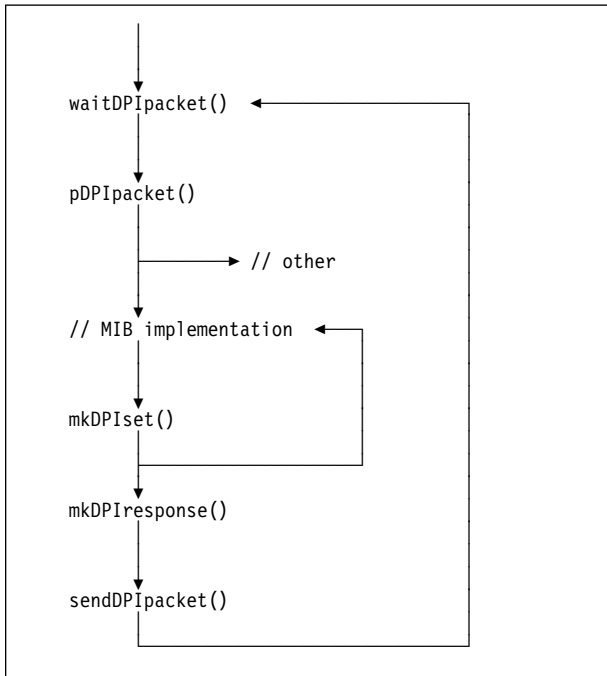 waitDPIpacket()
pDPIpacket()
// other
// MIB implementation
mkDPIset()
mkDPIresponse()
sendDPIpacket()